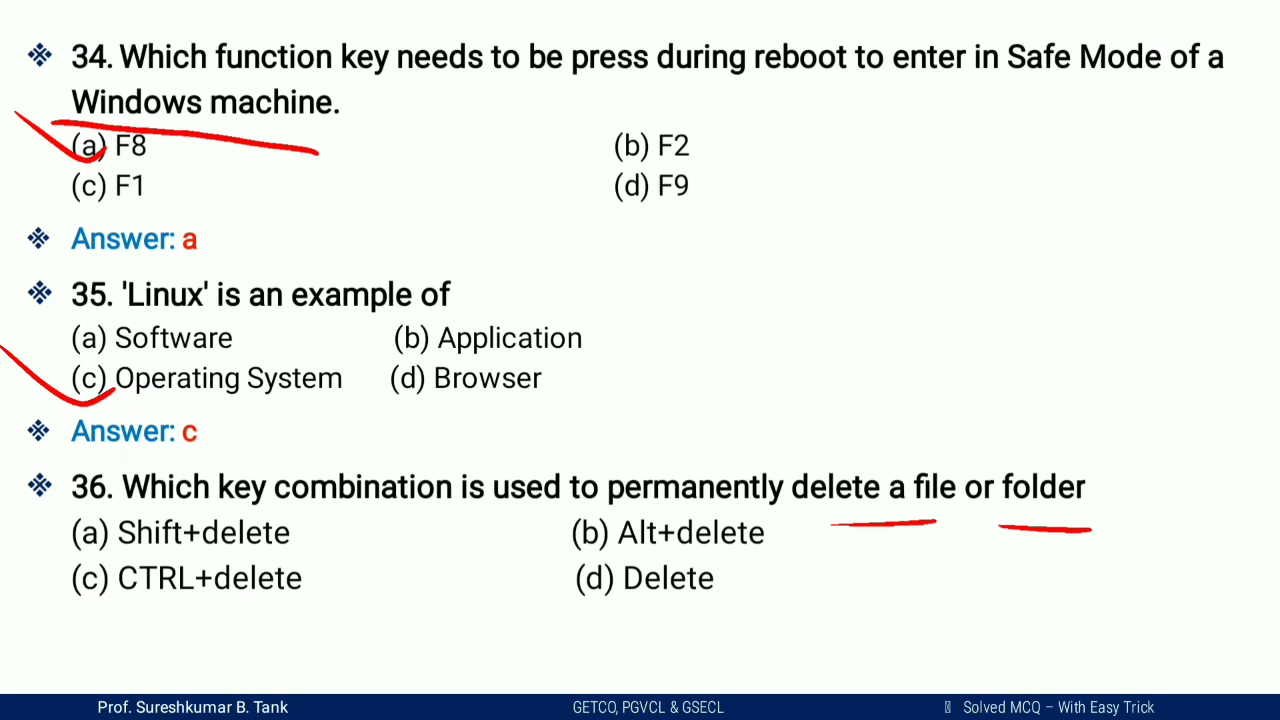 ❖ 34. Which function key needs to be press during reboot to enter in Safe Mode of a
Windows machine.
(a) F8 (b) F2
(c) F1 (d) F9
❖ Answer: a
❖ 35. 'Linux' is an example of
(a) Software (b) Application
(c) Operating System (d) Browser
❖ Answer: c
❖ 36. Which key combination is used to permanently delete a file or folder
(a) Shift+delete (b) Alt+delete
(c) CTRL+delete (d) Delete
Prof. Sureshkumar B. Tank GETCO, PGVCL & GSECL Solved MCQ – With Easy Trick